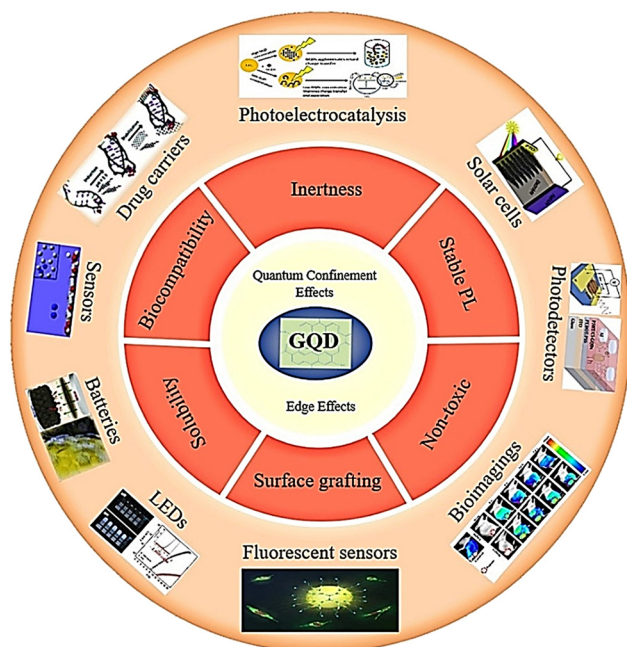 Photoelectrocatalysis
Solar cells
Photodetectors
Bioimagings
Fluorescent sensors
LEDs
Batteries
Sensors
Drug carriers
Inertness
Stable PL
Non-toxic
Surface grafting
Solubility
Biocompatibility
Quantum Confinement
Effects
GQD
Edge Effects